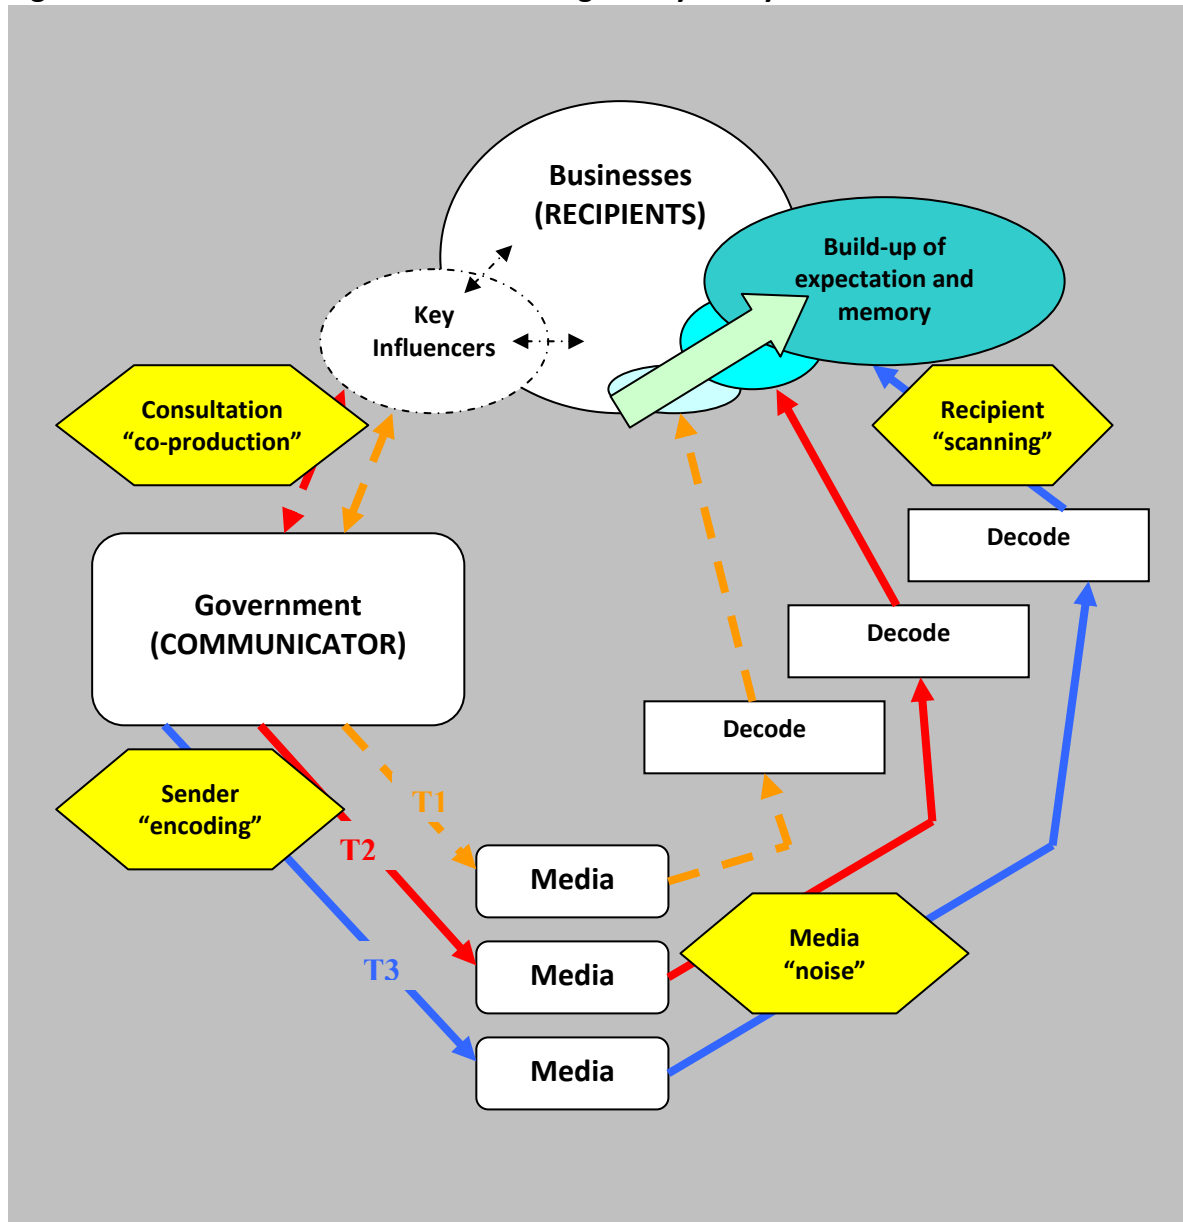 Businesses
(RECIPIENTS)
Build-up of
expectation and
memory
Key
Influencers
Consultation
“co-production”
Recipient
“scanning”
Decode
Government
(COMMUNICATOR)
Decode
Decode
Sender
“encoding”
T1
T2
Media
Media
“noise”
T3
Media
Media